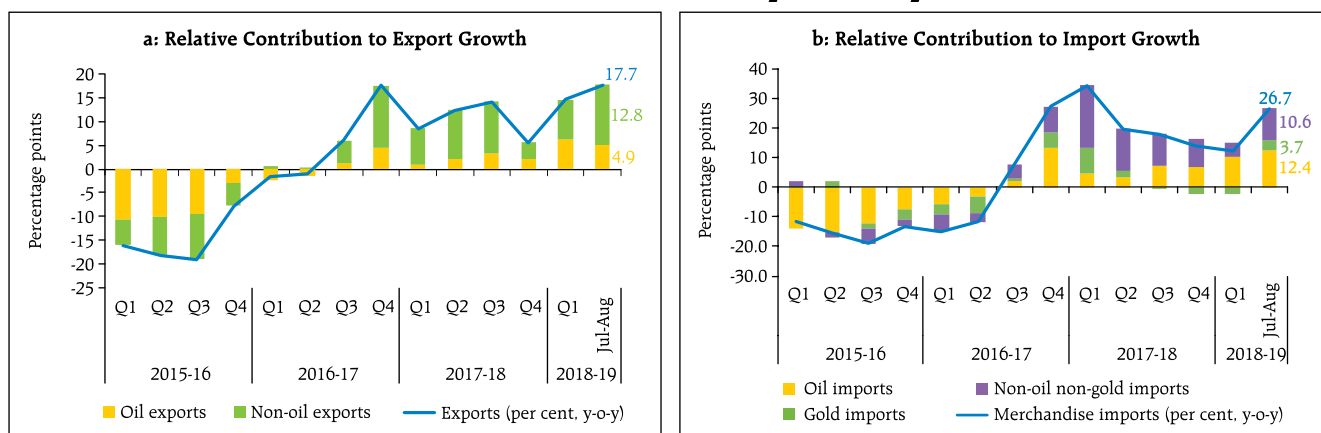 a: Relative Contribution to Export Growth
Percentage points
20
15
10
5
0
-5
-10
-15
-20
-25
17.7
12.8
4.9
Q1 Q2 Q3 Q4 Q1 Q2 Q3 Q4 Q1 Q2 Q3 Q4 Q1 Jul-Aug
2015-16 2016-17 2017-18 2018-19
Oil exports Non-oil exports Exports (per cent, y-o-y)
b: Relative Contribution to Import Growth
Percentage points
40
30
20
10
0
-10
-20.0
-30.0
26.7
10.6
3.7
12.4
Q1 Q2 Q3 Q4 Q1 Q2 Q3 Q4 Q1 Q2 Q3 Q4 Q1 Jul-Aug
2015-16 2016-17 2017-18 2018-19
Oil imports Non-oil non-gold imports
Gold imports Merchandise imports (per cent, y-o-y)